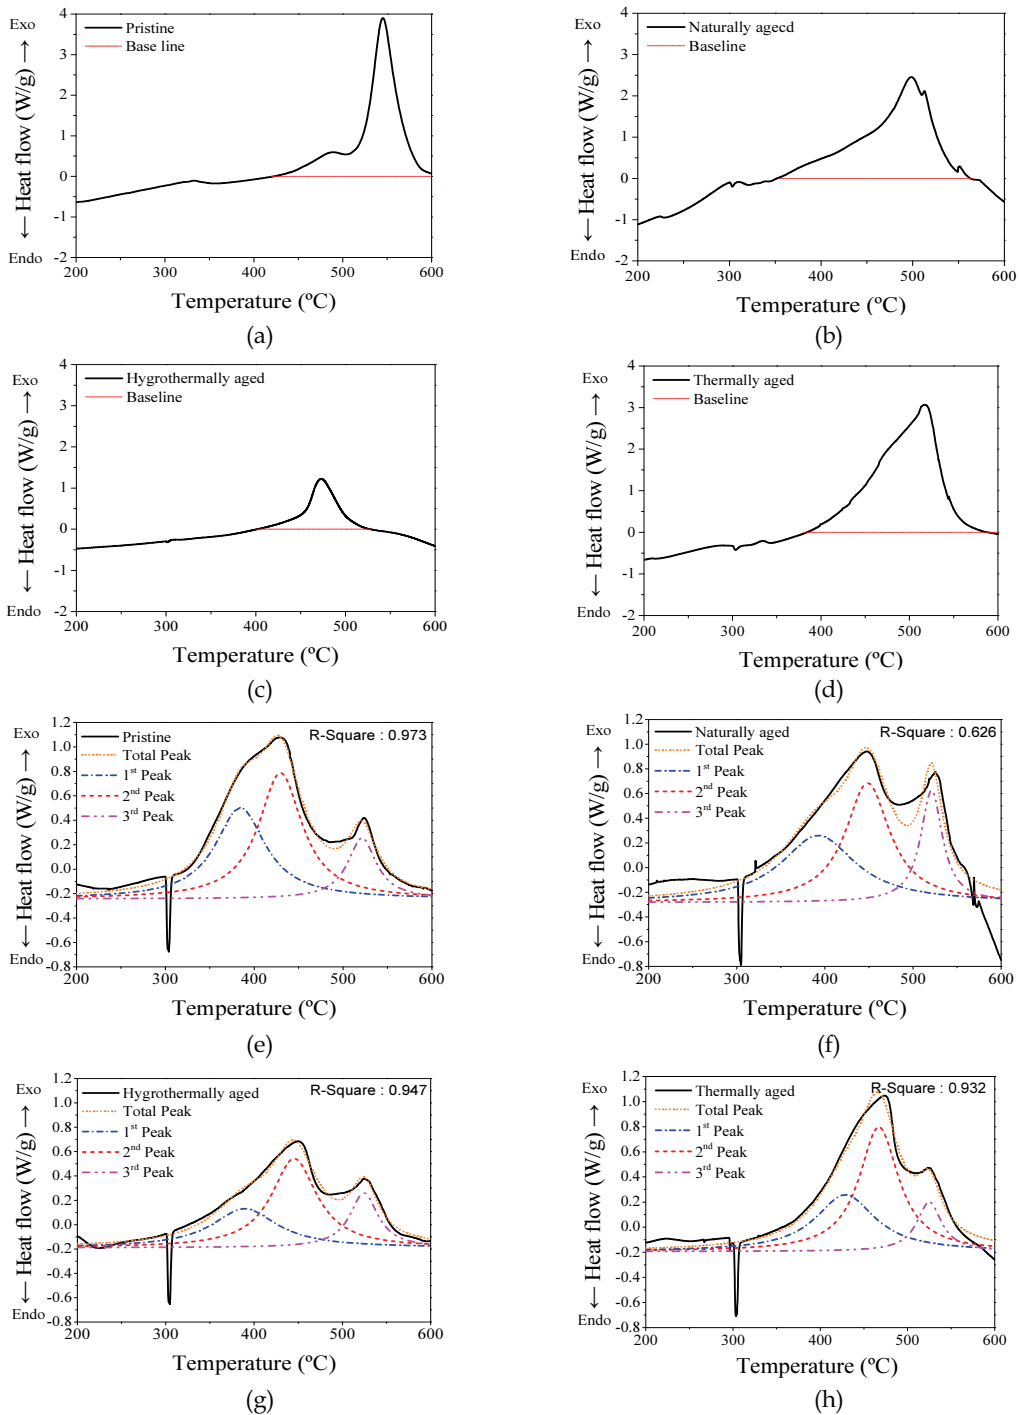 Exo
← Heat flow (W/g) →
Endo
4
3
2
1
0
-1
-2
Pristine
Base line
200
300
400
500
600
Temperature (ºC)
(a)
Exo
← Heat flow (W/g) →
Endo
4
3
2
1
0
-1
-2
Naturally agecd
Baseline
200
300
400
500
600
Temperature (ºC)
(b)
Exo
← Heat flow (W/g) →
Endo
4
3
2
1
0
-1
-2
Hygrothermally aged
Baseline
200
300
400
500
600
Temperature (ºC)
(c)
Exo
← Heat flow (W/g) →
Endo
4
3
2
1
0
-1
-2
Thermally aged
Baseline
200
300
400
500
600
Temperature (ºC)
(d)
Exo
← Heat flow (W/g) →
Endo
1.2
1.0
0.8
0.6
0.4
0.2
0.0
-0.2
-0.4
-0.6
-0.8
R-Square : 0.973
Pristine
Total Peak
1st Peak
2nd Peak
3rd Peak
200
300
400
500
600
Temperature (ºC)
(e)
Exo
← Heat flow (W/g) →
Endo
1.2
1.0
0.8
0.6
0.4
0.2
0.0
-0.2
-0.4
-0.6
-0.8
R-Square : 0.626
Naturally aged
Total Peak
1st Peak
2nd Peak
3rd Peak
200
300
400
500
600
Temperature (ºC)
(f)
Exo
← Heat flow (W/g) →
Endo
1.2
1.0
0.8
0.6
0.4
0.2
0.0
-0.2
-0.4
-0.6
-0.8
R-Square : 0.947
Hygrothermally aged
Total Peak
1st Peak
2nd Peak
3rd Peak
200
300
400
500
600
Temperature (ºC)
(g)
Exo
← Heat flow (W/g) →
Endo
1.2
1.0
0.8
0.6
0.4
0.2
0.0
-0.2
-0.4
-0.6
-0.8
R-Square : 0.932
Thermally aged
Total Peak
1st Peak
2nd Peak
3rd Peak
200
300
400
500
600
Temperature (ºC)
(h)